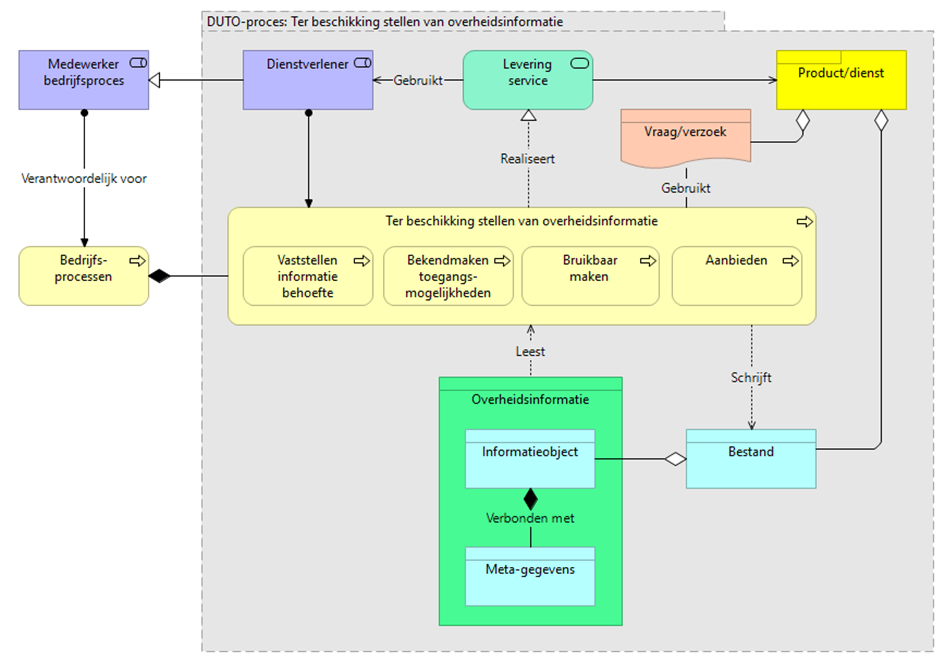 DUTO-proces: Ter beschikking stellen van overheidsinformatie
Medewerker
bedrijfsproces
Dienstverlener
Gebruikt
Levering
service
Product/dienst
Vraag/verzoek
Realiseert
Verantwoordelijk voor
Gebruikt
Ter beschikking stellen van overheidsinformatie
Bedrijfs-
processen
Vaststellen
informatie
behoefte
Bekendmaken
toegangs-
mogelijkheden
Bruikbaar
maken
Aanbieden
Leest
Schrijft
Overheidsinformatie
Informatieobject
Bestand
Verbonden met
Meta-gegevens